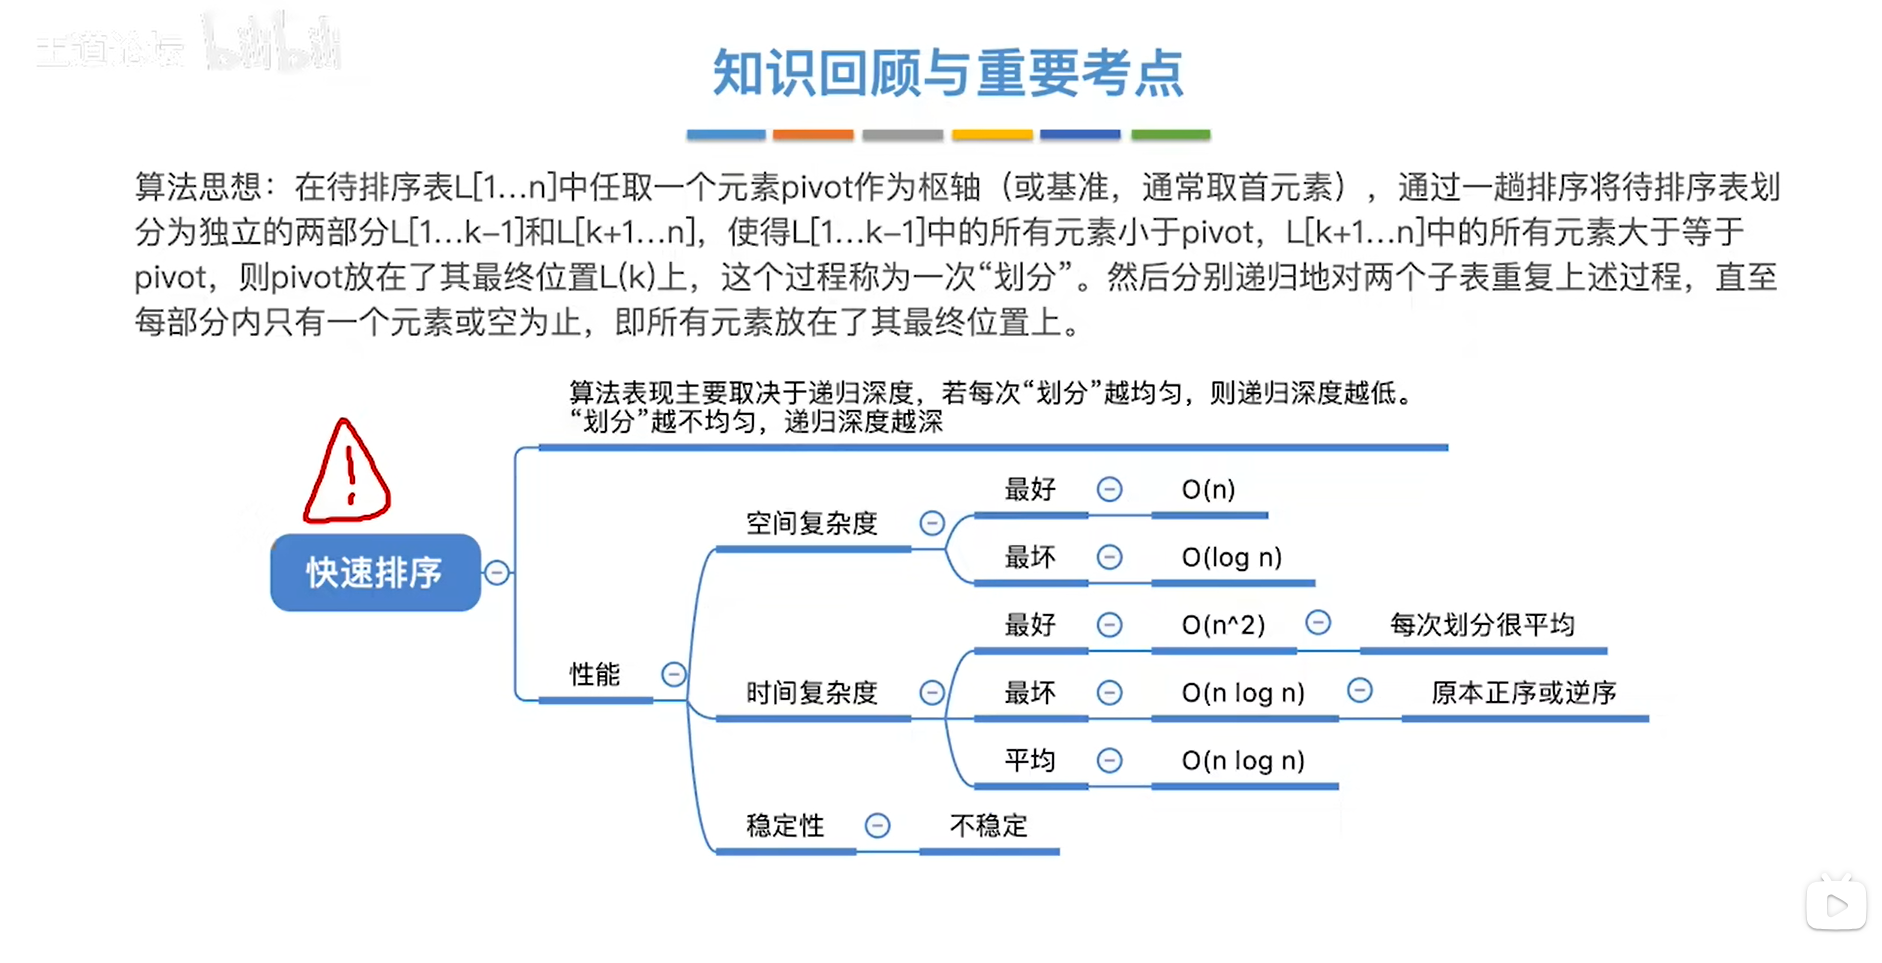 王道论坛 bilibili
知识回顾与重要考点
算法思想：在待排序表L[1…n]中任取一个元素pivot作为枢轴（或基准，通常取首元素），通过一趟排序将待排序表划
分为独立的两部分L[1…k-1]和L[k+1…n]，使得L[1…k-1]中的所有元素小于pivot，L[k+1…n]中的所有元素大于等于
pivot，则pivot放在了其最终位置L(k)上，这个过程称为一次“划分”。然后分别递归地对两个子表重复上述过程，直至
每部分内只有一个元素或空为止，即所有元素放在了其最终位置上。
算法表现主要取决于递归深度，若每次“划分”越均匀，则递归深度越低。
“划分”越不均匀，递归深度越深
快速排序
性能
空间复杂度
最好 O(n)
最坏 O(log n)
时间复杂度
最好 O(n^2) 每次划分很平均
最坏 O(n log n) 原本正序或逆序
平均 O(n log n)
稳定性 不稳定